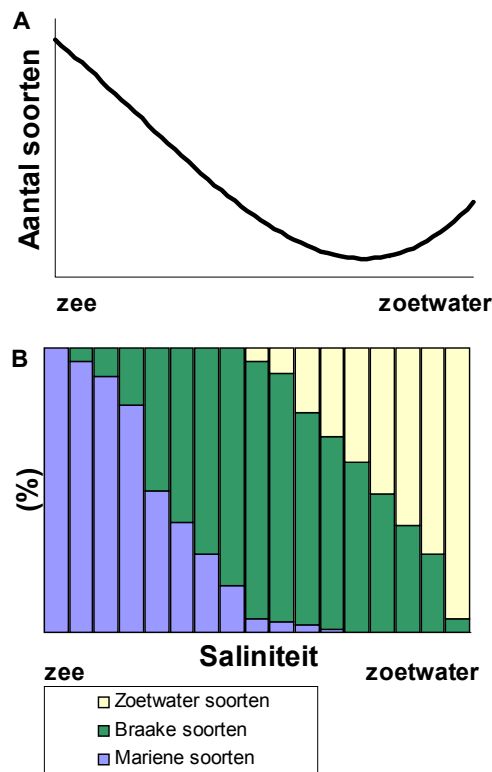 A
Aantal soorten
zee zoetwater
B
(%)
Saliniteit
zee zoetwater
Zoetwater soorten
Braake soorten
Mariene soorten